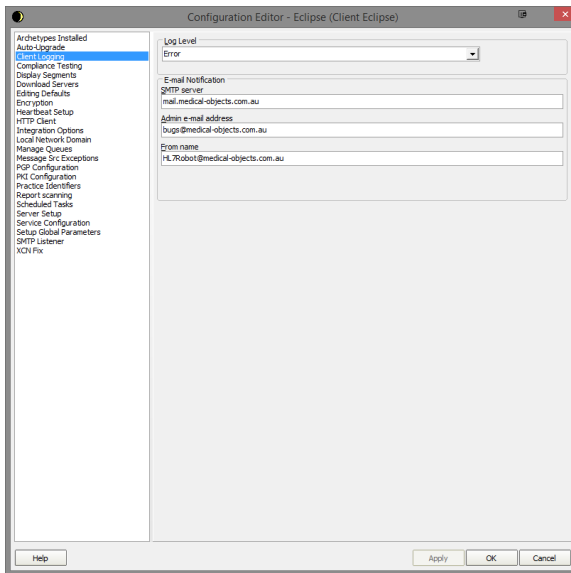 Configuration Editor - Eclipse (Client Eclipse)
Archetypes Installed
Auto-Upgrade
Client Logging
Compliance Testing
Display Segments
Download Servers
Editing Defaults
Encryption
Heartbeat Setup
HTTP Client
Integration Options
Local Network Domain
Manage Queues
Message Src Exceptions
PGP Configuration
PKI Configuration
Practice Identifiers
Report scanning
Scheduled Tasks
Server Setup
Service Configuration
Setup Global Parameters
SMTP Listener
XCN Fix
Log Level
Error
E-mail Notification
SMTP server
mail.medical-objects.com.au
Admin e-mail address
bugs@medical-objects.com.au
From name
HL7Robot@medical-objects.com.au
Help
Apply
OK
Cancel